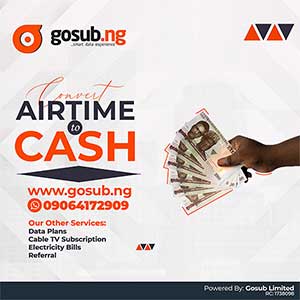 gosub.ng
...smart data experience
Convert
AIRTIME
to
CASH
www.gosub.ng
09064172909
Our Other Services:
Data Plans
Cable TV Subscription
Electricity Bills
Referral
Powered By: Gosub Limited
RC: 1738098